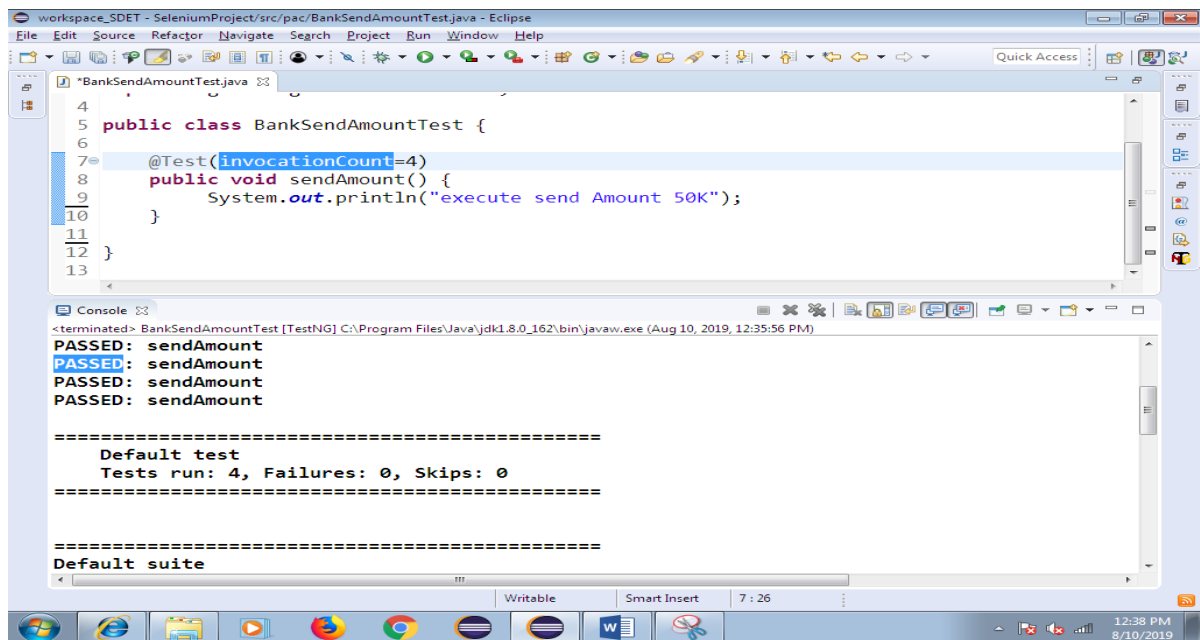 workspace_SDET - SeleniumProject/src/pac/BankSendAmountTest.java - Eclipse
File Edit Source Refactor Navigate Search Project Run Window Help
Quick Access
*BankSendAmountTest.java
4
5 public class BankSendAmountTest {
6
7 @Test(invocationCount=4)
8 public void sendAmount() {
9 System.out.println("execute send Amount 50K");
10 }
11
12 }
13
Console
<terminated> BankSendAmountTest [TestNG] C:\Program Files\Java\jdk1.8.0_162\bin\javaw.exe (Aug 10, 2019, 12:35:56 PM)
PASSED: sendAmount
PASSED: sendAmount
PASSED: sendAmount
PASSED: sendAmount
===============================================
Default test
Tests run: 4, Failures: 0, Skips: 0
===============================================
===============================================
Default suite
Writable Smart Insert 7 : 26
12:38 PM
8/10/2019